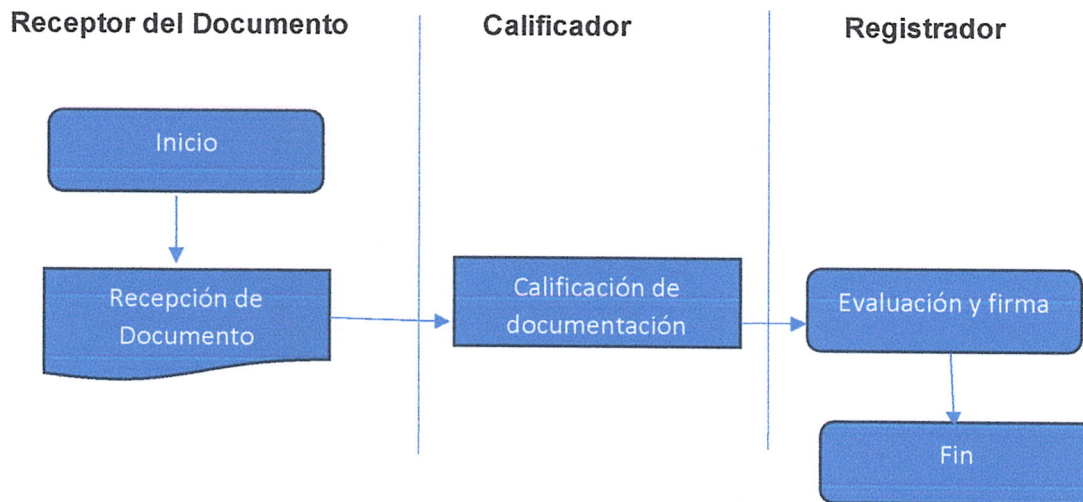 Receptor del Documento
Calificador
Registrador
Inicio
Recepción de
Documento
Calificación de
documentación
Evaluación y firma
Fin